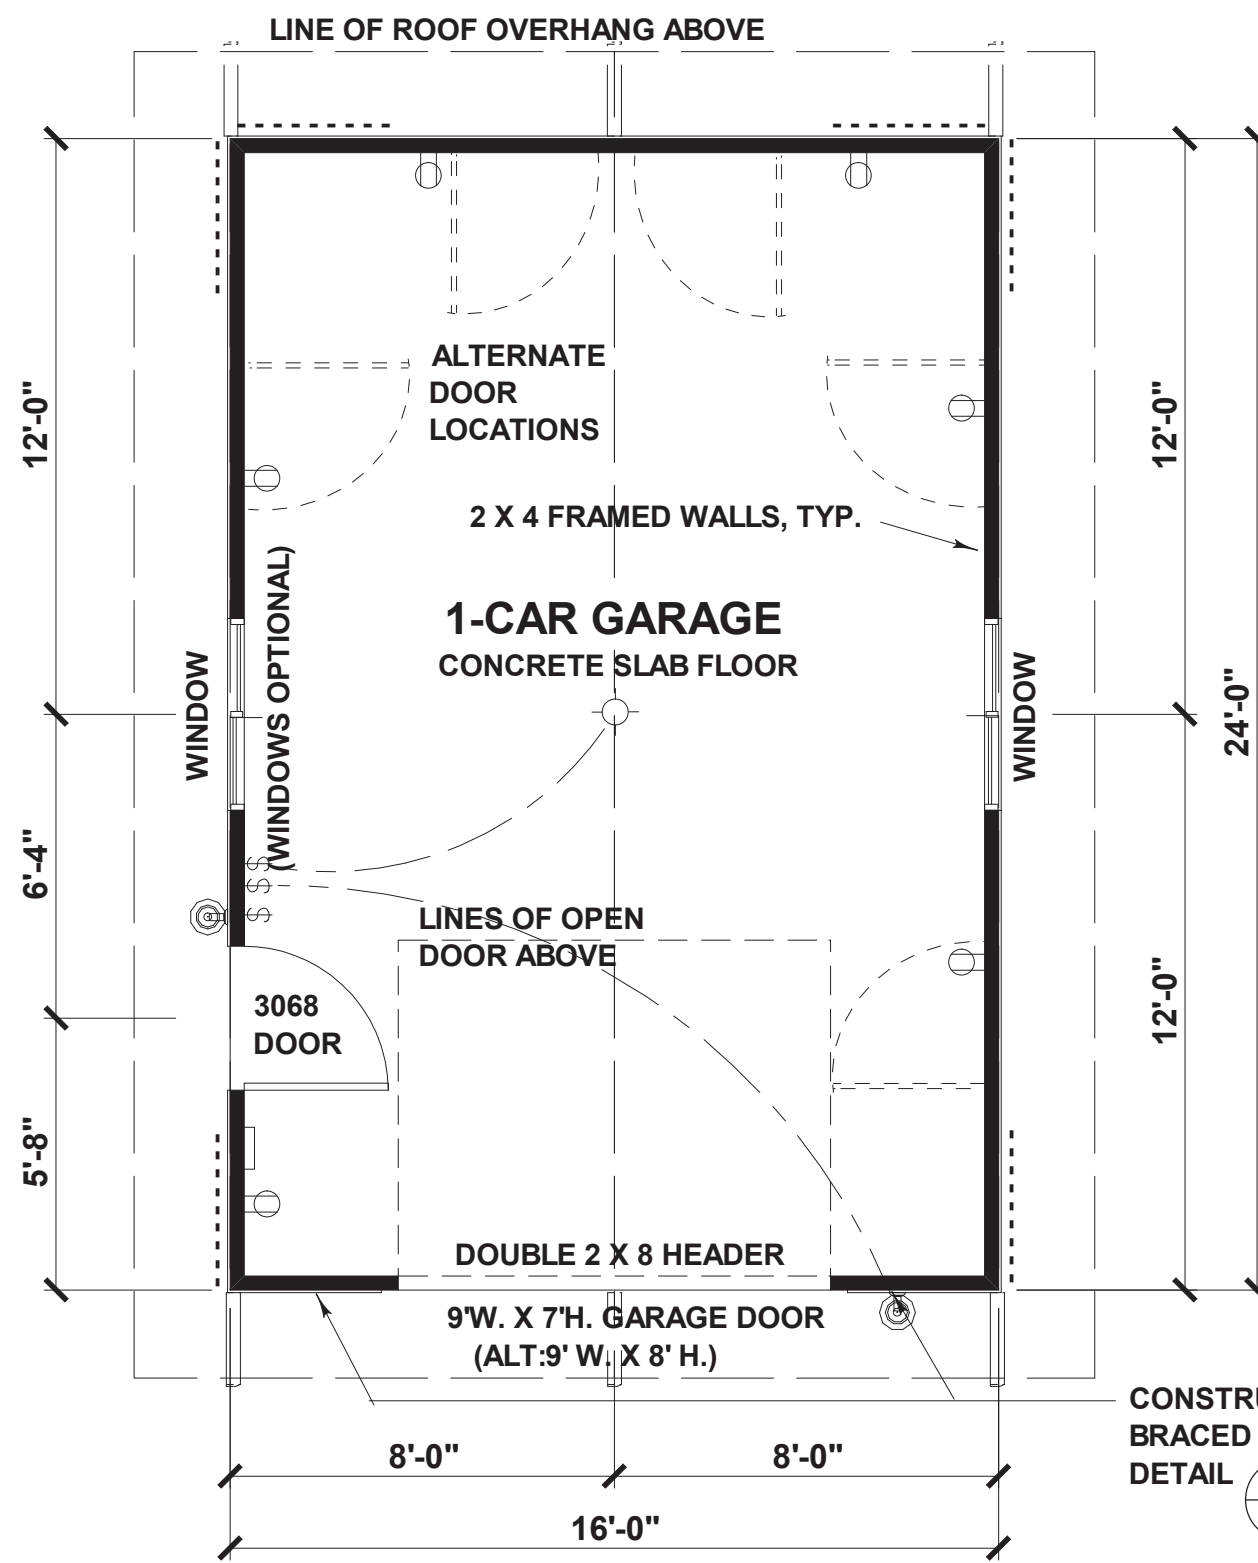 LINE OF ROOF OVERHANG ABOVE
ALTERNATE
DOOR
LOCATIONS
12'-0"
12'-0"
2 X 4 FRAMED WALLS, TYP.
1-CAR GARAGE
CONCRETE SLAB FLOOR
WINDOW
(WINDOWS OPTIONAL)
WINDOW
24'-0"
6'-4"
S
S
S
LINES OF OPEN
DOOR ABOVE
3068
DOOR
12'-0"
5'-8"
DOUBLE 2 X 8 HEADER
9'W. X 7'H. GARAGE DOOR
(ALT:9' W. X 8' H.)
CONSTRU
BRACED
DETAIL
8'-0"
8'-0"
16'-0"